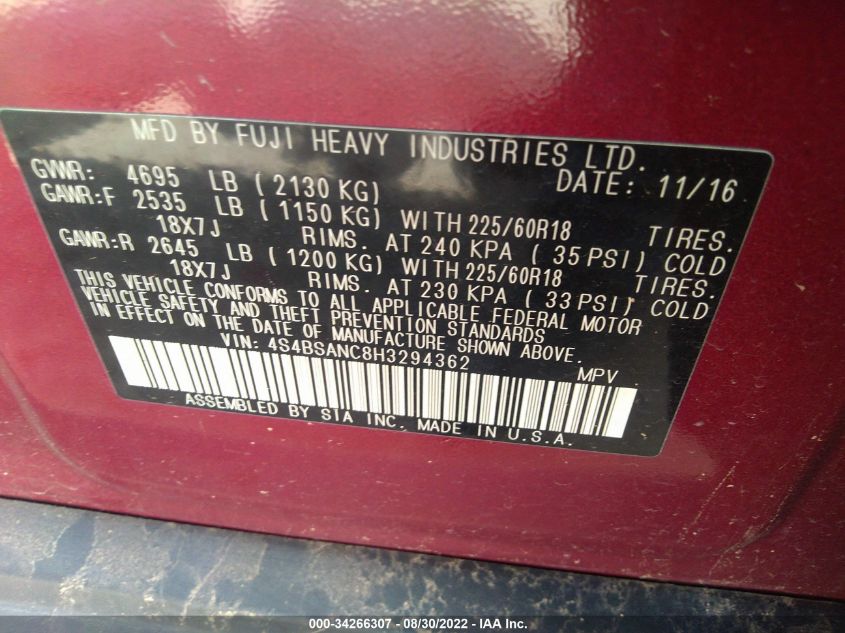 MFD BY FUJI HEAVY INDUSTRIES LTD.
GVWR: 4695 LB (2130 KG) DATE: 11/16
GAWR:F 2535 LB (1150 KG) WITH 225/60R18 TIRES.
18X7J RIMS. AT 240 KPA (35 PSI) COLD
GAWR:R 2645 LB (1200 KG) WITH 225/60R18 TIRES.
18X7J RIMS. AT 230 KPA (33 PSI) COLD
THIS VEHICLE CONFORMS TO ALL APPLICABLE FEDERAL MOTOR
VEHICLE SAFETY AND THEFT PREVENTION STANDARDS
IN EFFECT ON THE DATE OF MANUFACTURE SHOWN ABOVE.
VIN: 4S4BSANC8H3294362 MPV
ASSEMBLED BY SIA INC. MADE IN U.S.A.
000-34266307 - 08/30/2022 - IAA Inc.